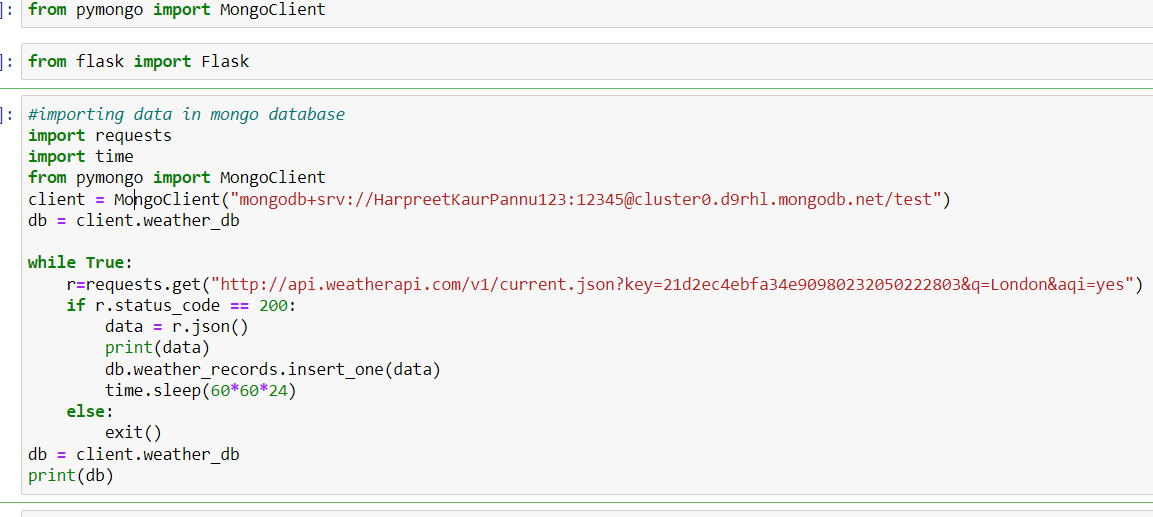 ]: from pymongo import MongoClient
]: from flask import Flask
]: #importing data in mongo database
import requests
import time
from pymongo import MongoClient
client = MongoClient("mongodb+srv://HarpreetKaurPannu123:12345@cluster0.d9rhl.mongodb.net/test")
db = client.weather_db
while True:
    r=requests.get("http://api.weatherapi.com/v1/current.json?key=21d2ec4ebfa34e90980232050222803&q=London&aqi=yes")
    if r.status_code == 200:
        data = r.json()
        print(data)
        db.weather_records.insert_one(data)
        time.sleep(60*60*24)
    else:
        exit()
db = client.weather_db
print(db)